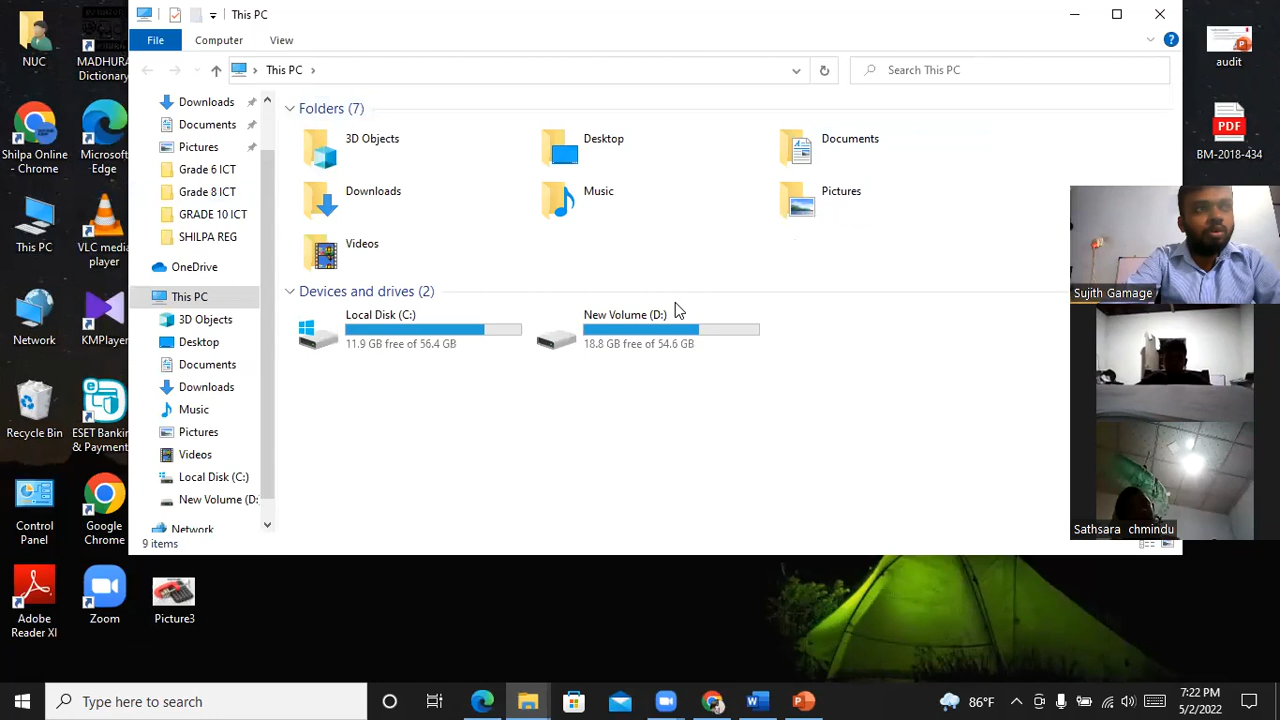 This PC
File
Computer
View
This PC
Search This PC
Downloads
Documents
Pictures
Grade 6 ICT
Grade 8 ICT
GRADE 10 ICT
SHILPA REG
OneDrive
This PC
3D Objects
Desktop
Documents
Downloads
Music
Pictures
Videos
Local Disk (C:)
New Volume (D:
Network
9 items
Folders (7)
3D Objects
Desktop
Documents
Downloads
Music
Pictures
Videos
Devices and drives (2)
Local Disk (C:)
11.9 GB free of 56.4 GB
New Volume (D:)
18.8 GB free of 54.6 GB
NUC
MADHURA
Dictionary
Shilpa Online
- Chrome
Microsoft
Edge
This PC
VLC media
player
Network
KMPlayer
Recycle Bin
ESET Banking
& Payment
Control
Panel
Google
Chrome
Adobe
Reader XI
Zoom
Picture3
audit
PDF
BM-2018-434
Sujith Gamage
Sathsara chmindu
Type here to search
86°F
7:22 PM
5/2/2022